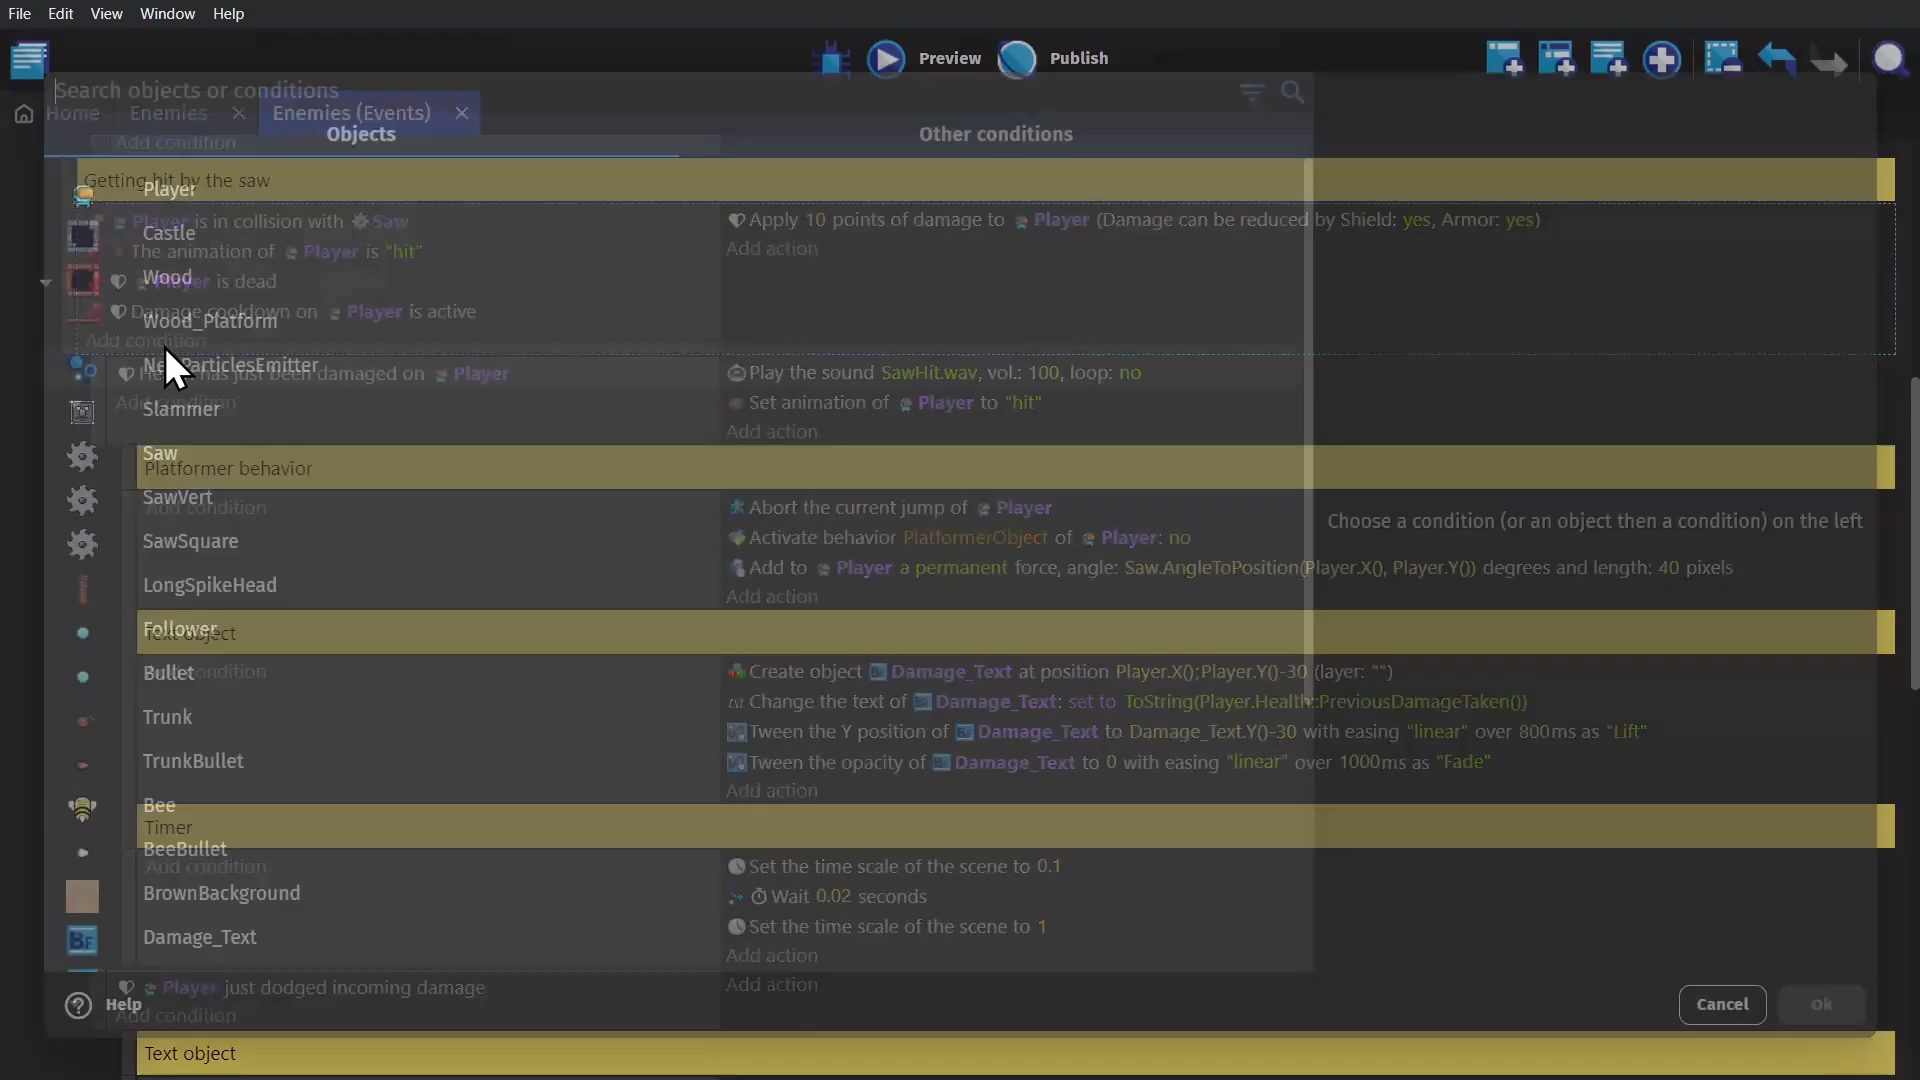 File Edit View Window Help
Preview Publish
Search objects or conditions
Home Enemies Enemies (Events)
Objects Other conditions
Add condition
Getting hit by the saw
Player
Player is in collision with Saw
Apply 10 points of damage to Player (Damage can be reduced by Shield: yes, Armor: yes)
Castle
The animation of Player is "hit"
Add action
Wood
Player is dead
Damage cooldown on Player is active
Wood_Platform
Add condition
NewParticlesEmitter
has just been damaged on Player
Play the sound SawHit.wav, vol.: 100, loop: no
Add condition
Set animation of Player to "hit"
Slammer
Add action
Saw
Platformer behavior
SawVert
Add condition
Abort the current jump of Player
Choose a condition (or an object then a condition) on the left
SawSquare
Activate behavior PlatformerObject of Player: no
Add to Player a permanent force, angle: Saw.AngleToPosition(Player.X(), Player.Y()) degrees and length: 40 pixels
LongSpikeHead
Add action
Follower
Text object
Bullet
Add condition
Create object Damage_Text at position Player.X();Player.Y()-30 (layer: "")
Change the text of Damage_Text: set to ToString(Player.Health::PreviousDamageTaken())
Trunk
Tween the Y position of Damage_Text to Damage_Text.Y()-30 with easing "linear" over 800ms as "Lift"
TrunkBullet
Tween the opacity of Damage_Text to 0 with easing "linear" over 1000ms as "Fade"
Add action
Bee
Timer
BeeBullet
Add condition
Set the time scale of the scene to 0.1
BrownBackground
Wait 0.02 seconds
Set the time scale of the scene to 1
BF
Damage_Text
Add action
Player just dodged incoming damage
Add action
Help
Add condition
Cancel Ok
Text object